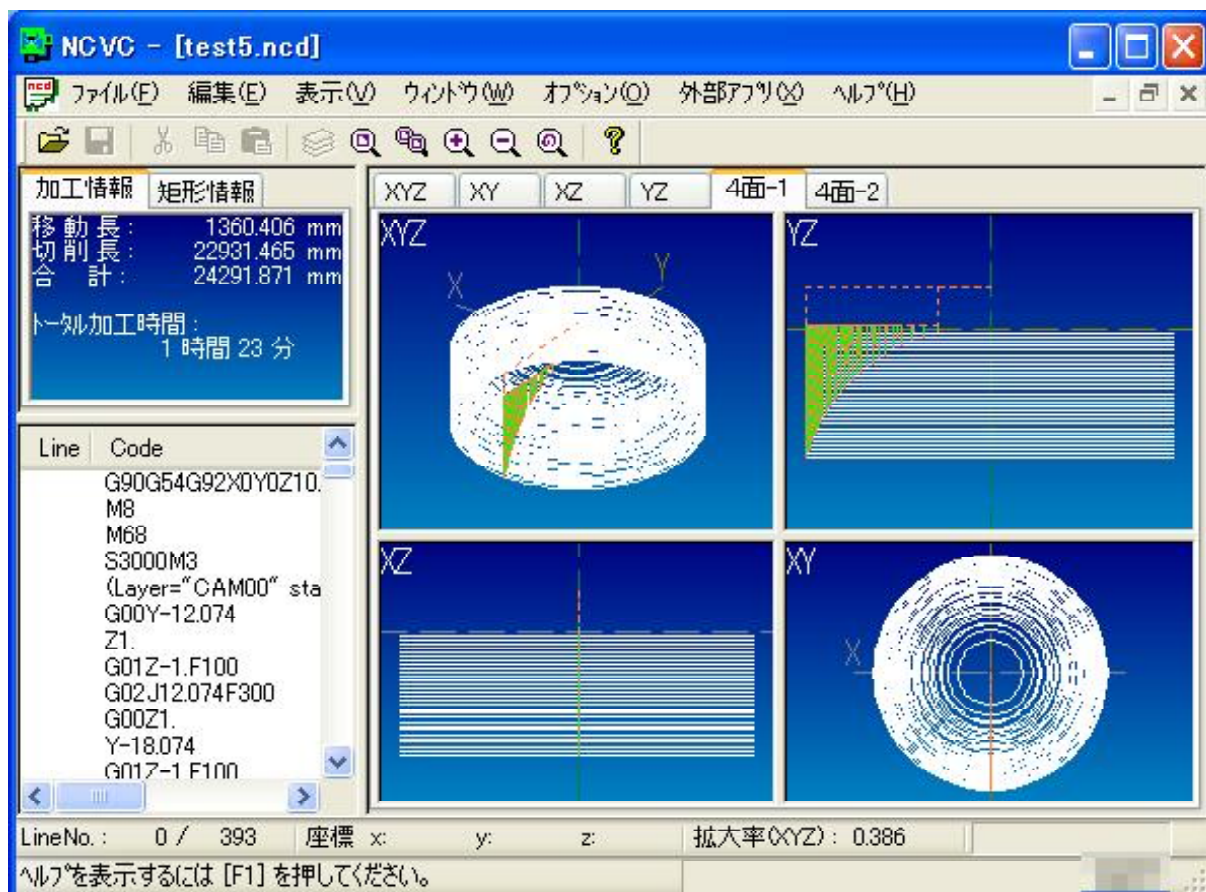 NCVC - [test5.ncd]
ファイル(F) 編集(E) 表示(V) ウィンドウ(W) オプション(O) 外部アプリ(X) ヘルプ(H)
加工情報 矩形情報
移動長: 1360.406 mm
切削長: 22931.465 mm
合 計: 24291.871 mm
トータル加工時間:
1 時間 23 分
Line Code
G90G54G92X0Y0Z10.
M8
M68
S3000M3
(Layer="CAM00" sta
G00Y-12.074
Z1.
G01Z-1.F100
G02J12.074F300
G00Z1.
Y-18.074
G01Z-1.F100
XYZ XY XZ YZ 4面-1 4面-2
XYZ
X
Y
YZ
XZ
XY
X
LineNo.: 0 / 393 座標 x: y: z: 拡大率(XYZ): 0.386
ヘルプを表示するには [F1] を押してください。